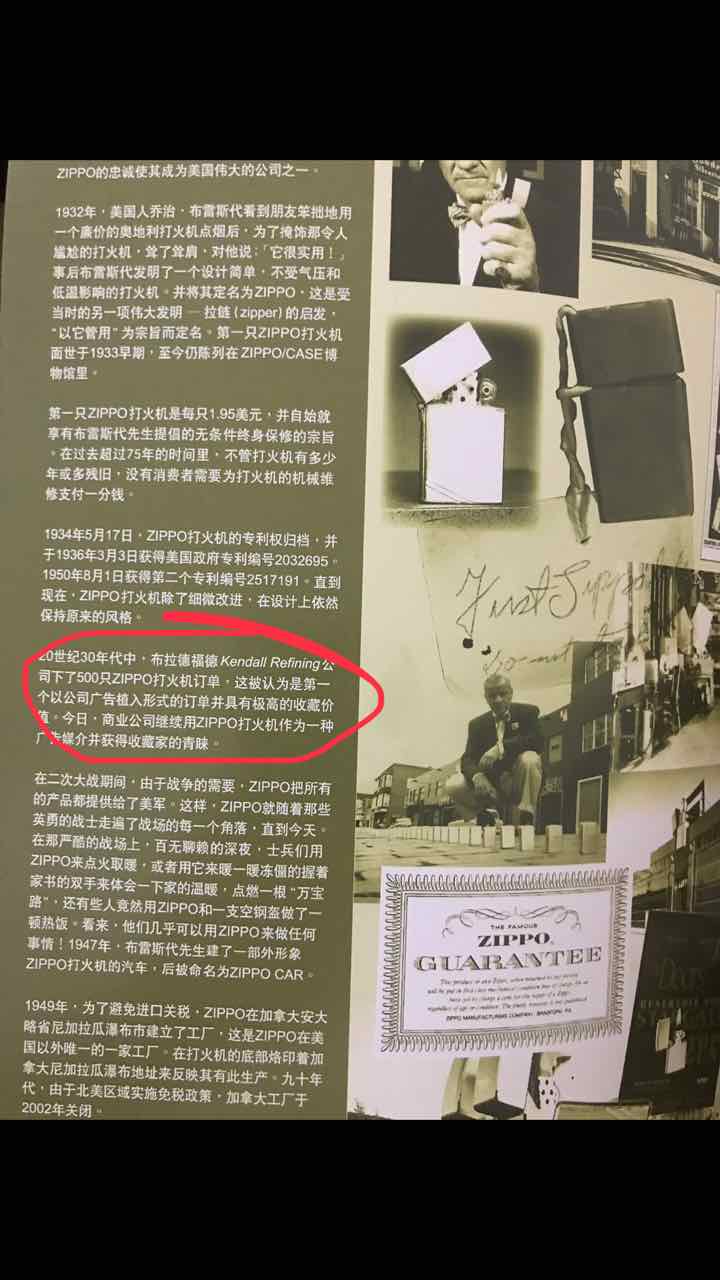 ZIPPO的忠诚使其成为美国伟大的公司之一。
1932年，美国人乔治，布雷斯代看到朋友笨拙地用
一个廉价的奥地利打火机点烟后，为了掩饰那令人
尴尬的打火机，耸了耸肩，对他说：「它很实用！」
事后布雷斯代发明了一个设计简单，不受气压和
低温影响的打火机。并将其定名为ZIPPO，这是受
当时的另一项伟大发明 — 拉链(zipper)的启发，
“以它管用”为宗旨而定名。第一只ZIPPO打火机
面世于1933早期，至今仍陈列在ZIPPO/CASE博
物馆里。
第一只ZIPPO打火机是每只1.95美元，并自始就
享有布雷斯代先生提倡的无条件终身保修的宗旨
。在过去超过75年的时间里，不管打火机有多少
年或多残旧，没有消费者需要为打火机的机械维
修支付一分钱。
1934年5月17日，ZIPPO打火机的专利权归档，并
于1936年3月3日获得美国政府专利编号2032695。
1950年8月1日获得第二个专利编号2517191。直到
现在，ZIPPO打火机除了细微改进，在设计上依然
保持原来的风格。
20世纪30年代中，布拉德福德Kendall Refining公
司下了500只ZIPPO打火机订单，这被认为是第一
个以公司广告植入形式的订单并具有极高的收藏价
值。今日，商业公司继续用ZIPPO打火机作为一种
广告媒介并获得收藏家的青睐。
在二次大战期间，由于战争的需要，ZIPPO把所有
的产品都提供给了美军。这样，ZIPPO就随着那些
英勇的战士走遍了战场的每一个角落，直到今天。
在那严酷的战场上，百无聊赖的深夜，士兵们用
ZIPPO来点火取暖，或者用它来暖一暖冻僵的握着
家书的双手来体会一下家的温暖，点燃一根“万宝
路”，还有些人竟然用ZIPPO和一支空钢盔做了一
顿热饭。看来，他们几乎可以用ZIPPO来做任何
事情！1947年，布雷斯代先生建了一部外形象
ZIPPO打火机的汽车，后被命名为ZIPPO CAR。
1949年，为了避免进口关税，ZIPPO在加拿大安大
略省尼加拉瓜瀑布市建立了工厂，这是ZIPPO在美
国以外唯一的一家工厂。在打火机的底部烙印着加
拿大尼加拉瓜瀑布地址来反映其有此生产。九十年
代，由于北美区域实施免税政策，加拿大工厂于
2002年关闭。
First
THE FAMOUS
ZIPPO
GUARANTEE
ZIPPO MANUFACTURING COMPANY, BRADFORD, PA.